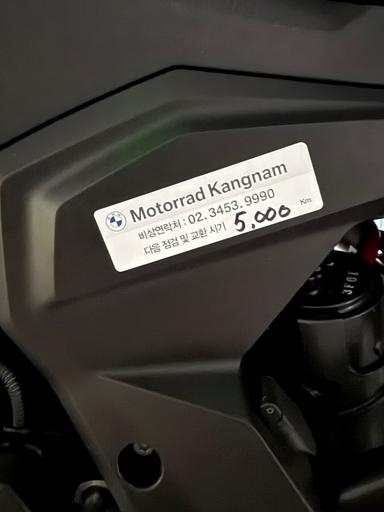 Motorrad Kangnam
비상연락처 : 02. 3453. 9990
다음 점검 및 교환 시기 5,000 Km